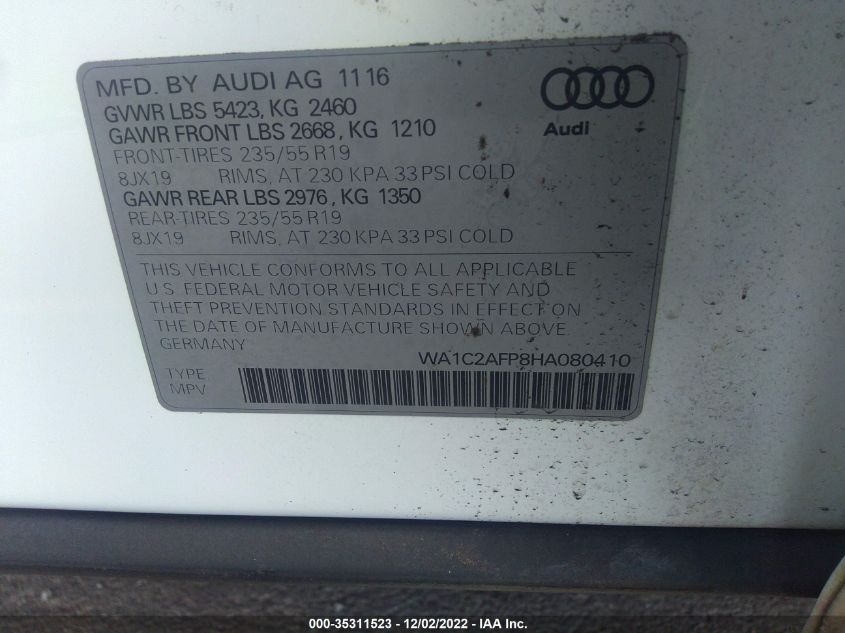 MFD. BY AUDI AG 11 16
GVWR LBS 5423, KG 2460
GAWR FRONT LBS 2668, KG 1210
FRONT-TIRES 235/55 R19
8JX19 RIMS, AT 230 KPA 33 PSI COLD
GAWR REAR LBS 2976, KG 1350
REAR-TIRES 235/55 R19
8JX19 RIMS, AT 230 KPA 33 PSI COLD
Audi
THIS VEHICLE CONFORMS TO ALL APPLICABLE
U.S. FEDERAL MOTOR VEHICLE SAFETY AND
THEFT PREVENTION STANDARDS IN EFFECT ON
THE DATE OF MANUFACTURE SHOWN ABOVE.
GERMANY
WA1C2AFP8HA080410
TYPE
MPV
000-35311523 - 12/02/2022 - IAA Inc.